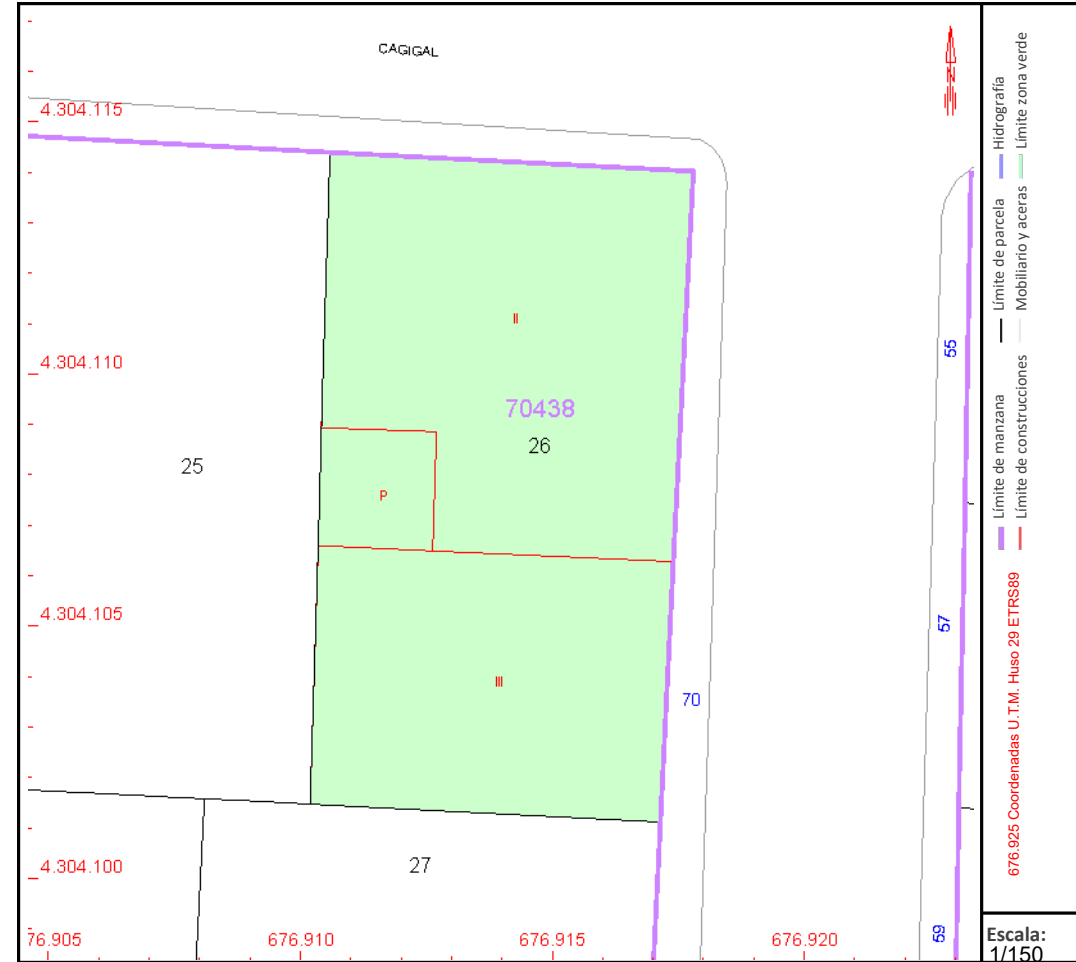 CAGIGAL
4.304.115
4.304.110
4.304.105
4.304.100
76.905
676.910
676.915
676.920
II
70438
26
25
P
III
70
27
55
57
59
N
Límite de manzana
Límite de parcela
Hidrografía
Límite de construcciones
Mobiliario y aceras
Límite zona verde
676.925 Coordenadas U.T.M. Huso 29 ETRS89
Escala:
1/150